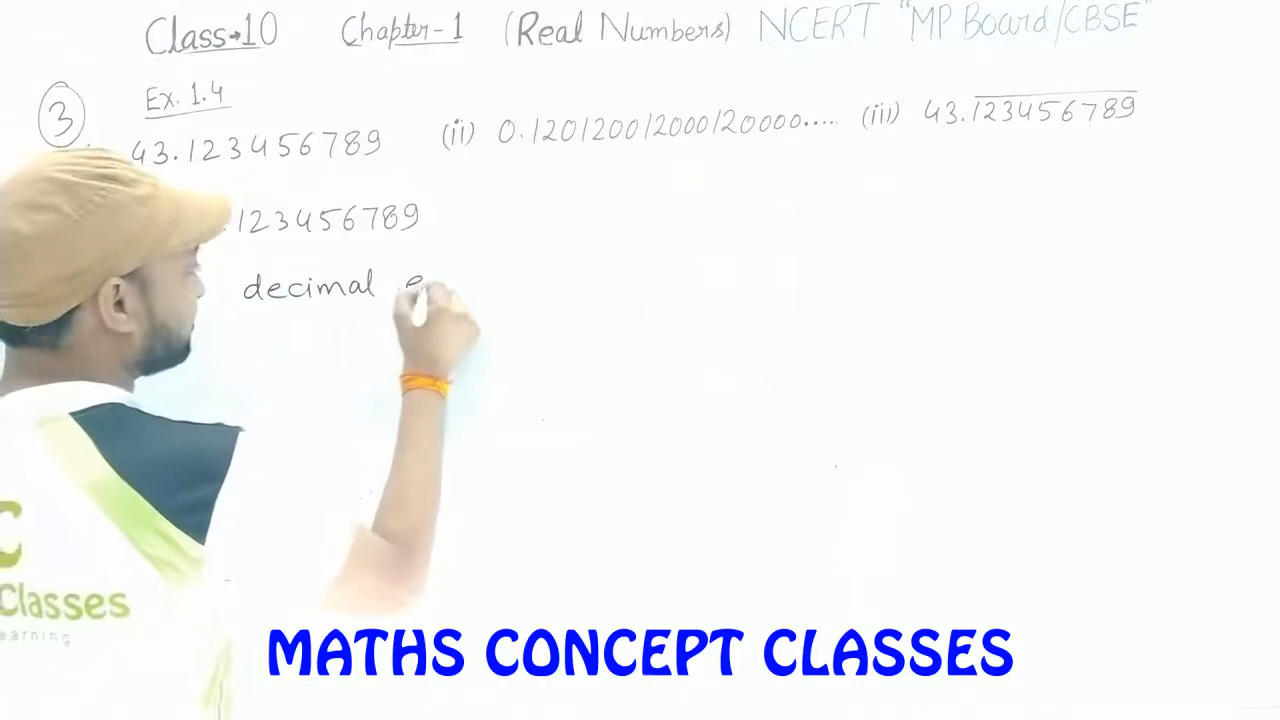 Class→10 Chapter-1 (Real Numbers) NCERT "MP Board/CBSE"
3 Ex. 1.4
43.123456789 (ii) 0.120120012000120000..... (iii) 43.123456789
.123456789
decimal e
C
Classes
earning
MATHS CONCEPT CLASSES